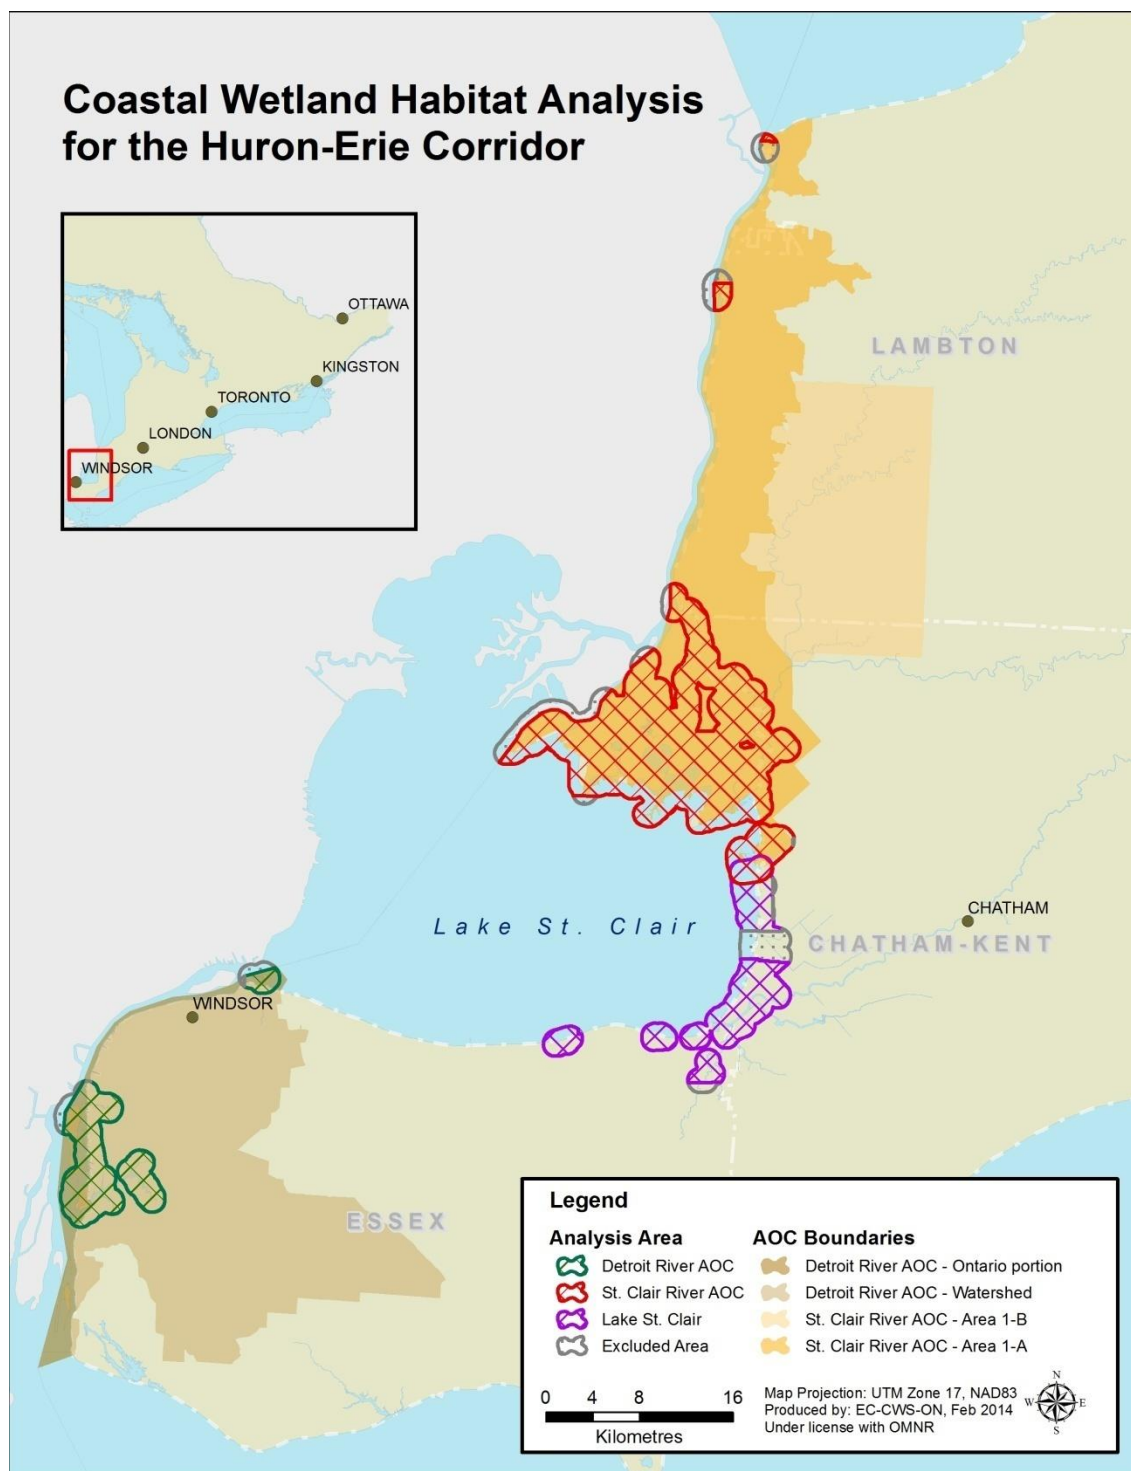 Coastal Wetland Habitat Analysis
for the Huron-Erie Corridor
OTTAWA
KINGSTON
TORONTO
LONDON
WINDSOR
LAMBTON
Lake St. Clair
CHATHAM
CHATHAM-KENT
WINDSOR
ESSEX
Legend
Analysis Area
Detroit River AOC
St. Clair River AOC
Lake St. Clair
Excluded Area
AOC Boundaries
Detroit River AOC - Ontario portion
Detroit River AOC - Watershed
St. Clair River AOC - Area 1-B
St. Clair River AOC - Area 1-A
0 4 8 16
Kilometres
Map Projection: UTM Zone 17, NAD83
Produced by: EC-CWS-ON, Feb 2014
Under license with OMNR
N
W E
S